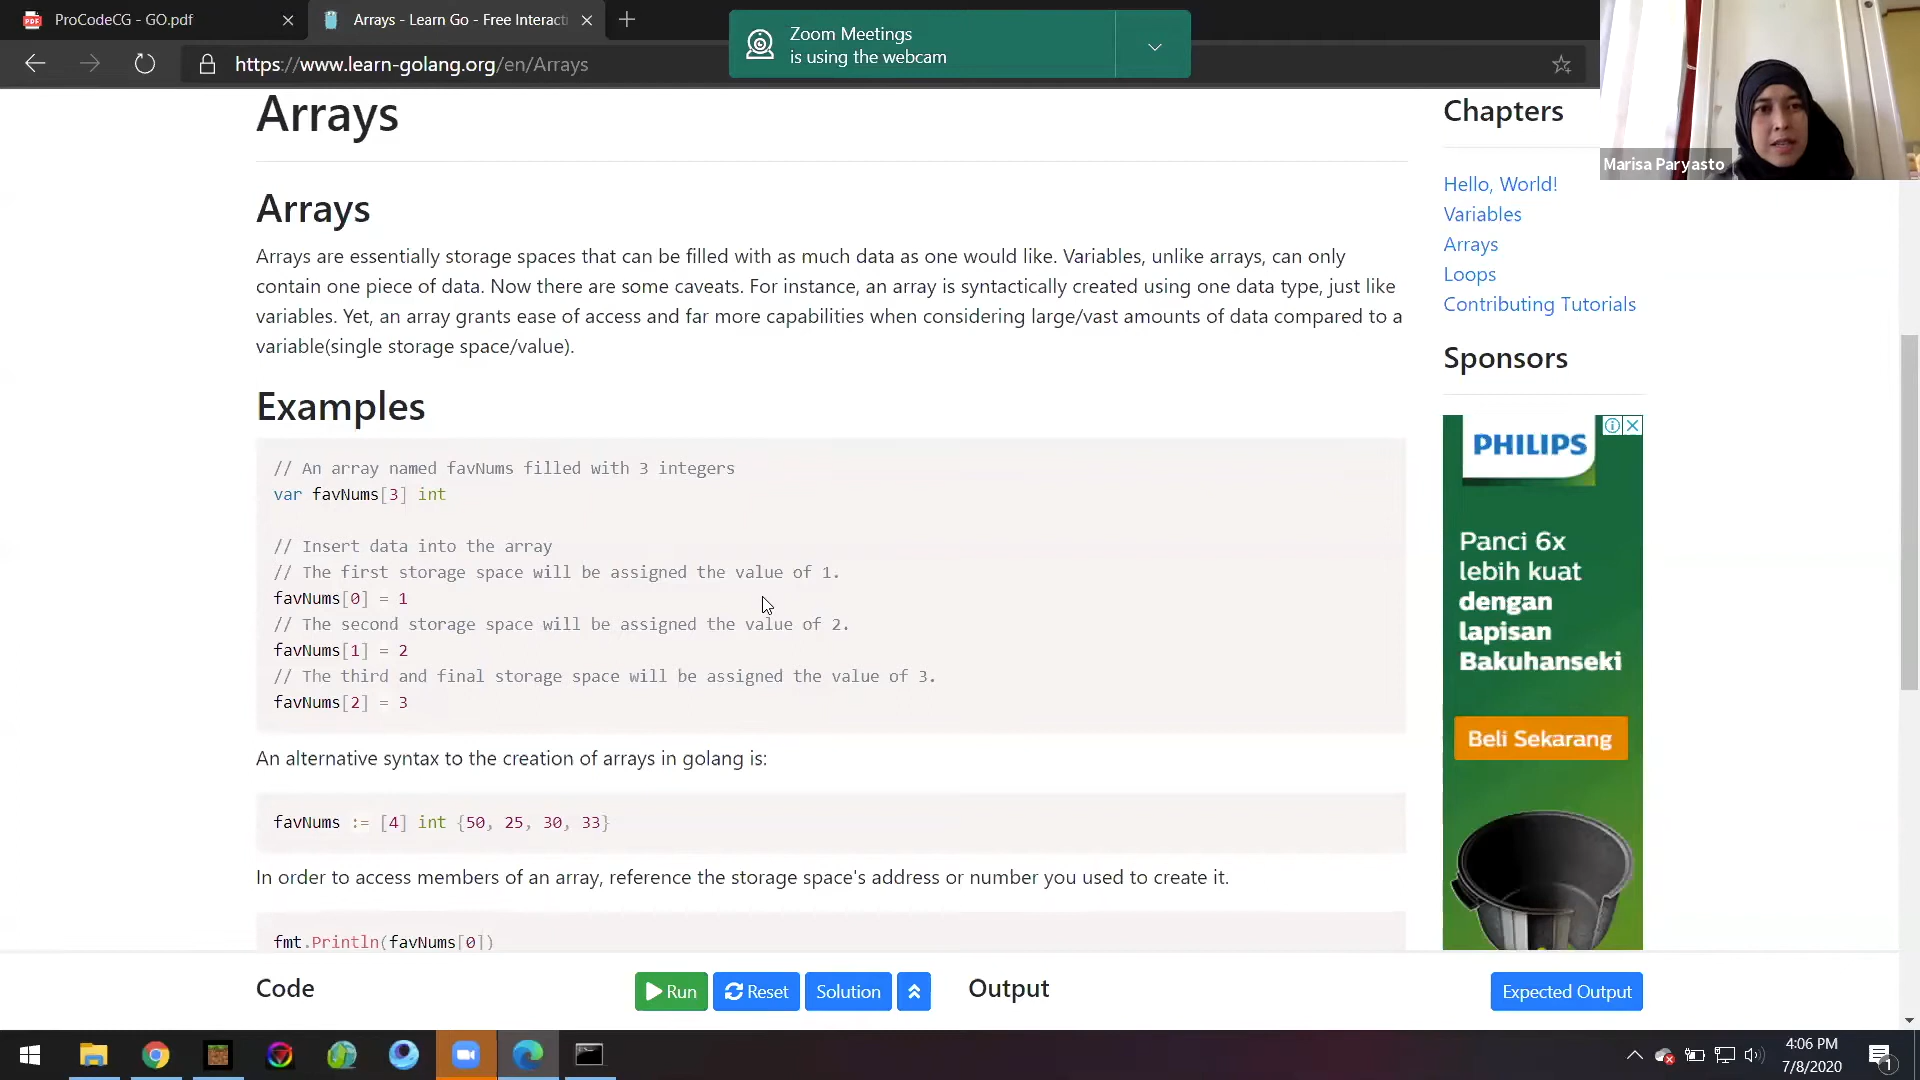 ProCodeCG - GO.pdf
Arrays - Learn Go - Free Interact
https://www.learn-golang.org/en/Arrays
Zoom Meetings
is using the webcam
Marisa Paryasto
Arrays
Arrays
Arrays are essentially storage spaces that can be filled with as much data as one would like. Variables, unlike arrays, can only
contain one piece of data. Now there are some caveats. For instance, an array is syntactically created using one data type, just like
variables. Yet, an array grants ease of access and far more capabilities when considering large/vast amounts of data compared to a
variable(single storage space/value).
Examples
// An array named favNums filled with 3 integers
var favNums[3] int
// Insert data into the array
// The first storage space will be assigned the value of 1.
favNums[0] = 1
// The second storage space will be assigned the value of 2.
favNums[1] = 2
// The third and final storage space will be assigned the value of 3.
favNums[2] = 3
An alternative syntax to the creation of arrays in golang is:
favNums := [4] int {50, 25, 30, 33}
In order to access members of an array, reference the storage space's address or number you used to create it.
fmt.Println(favNums[0])
Chapters
Hello, World!
Variables
Arrays
Loops
Contributing Tutorials
Sponsors
PHILIPS
Panci 6x
lebih kuat
dengan
lapisan
Bakuhanseki
Beli Sekarang
Code
Run
Reset
Solution
Output
Expected Output
4:06 PM
7/8/2020
1